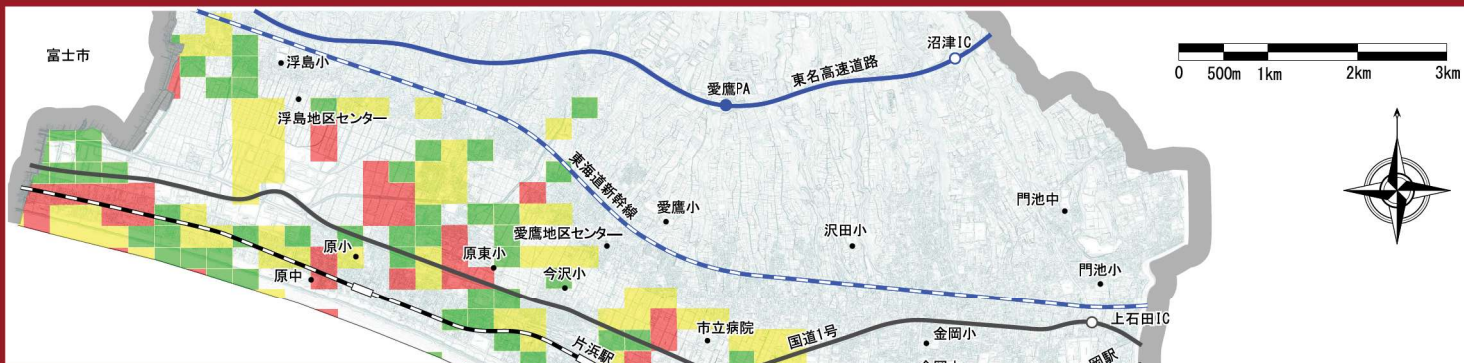 富士市
浮島小
浮島地区センター
愛鷹PA
東名高速道路
沼津IC
0 500m 1km 2km 3km
東海道新幹線
愛鷹小
愛鷹地区センター
沢田小
門池中
門池小
原小
原中
原東小
今沢小
市立病院
国道1号
金岡小
上石田IC
片浜駅
岡駅